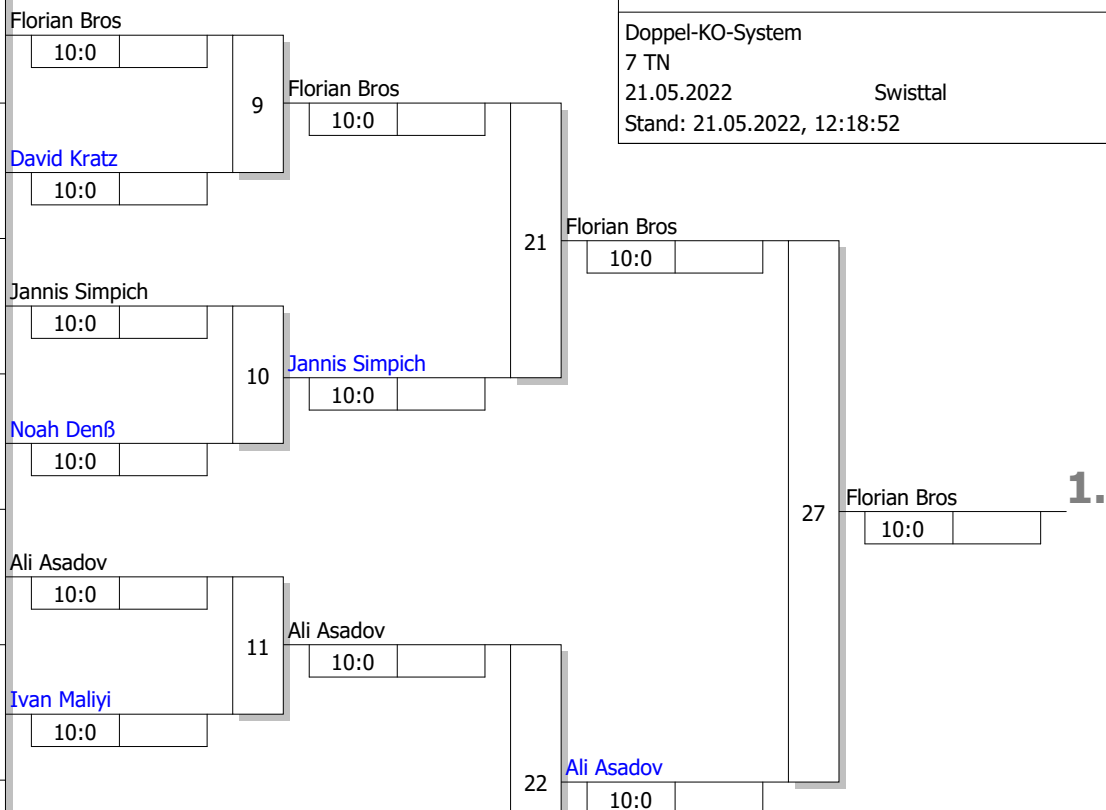 Florian Bros
10:0
9
David Kratz
10:0
Florian Bros
10:0
Jannis Simpich
10:0
10
Noah Denß
10:0
Jannis Simpich
10:0
21
Florian Bros
10:0
Ali Asadov
10:0
11
Ivan Maliyi
10:0
Ali Asadov
10:0
22
Ali Asadov
10:0
27
Florian Bros
10:0
1.
Doppel-KO-System
7 TN
21.05.2022 Swisttal
Stand: 21.05.2022, 12:18:52